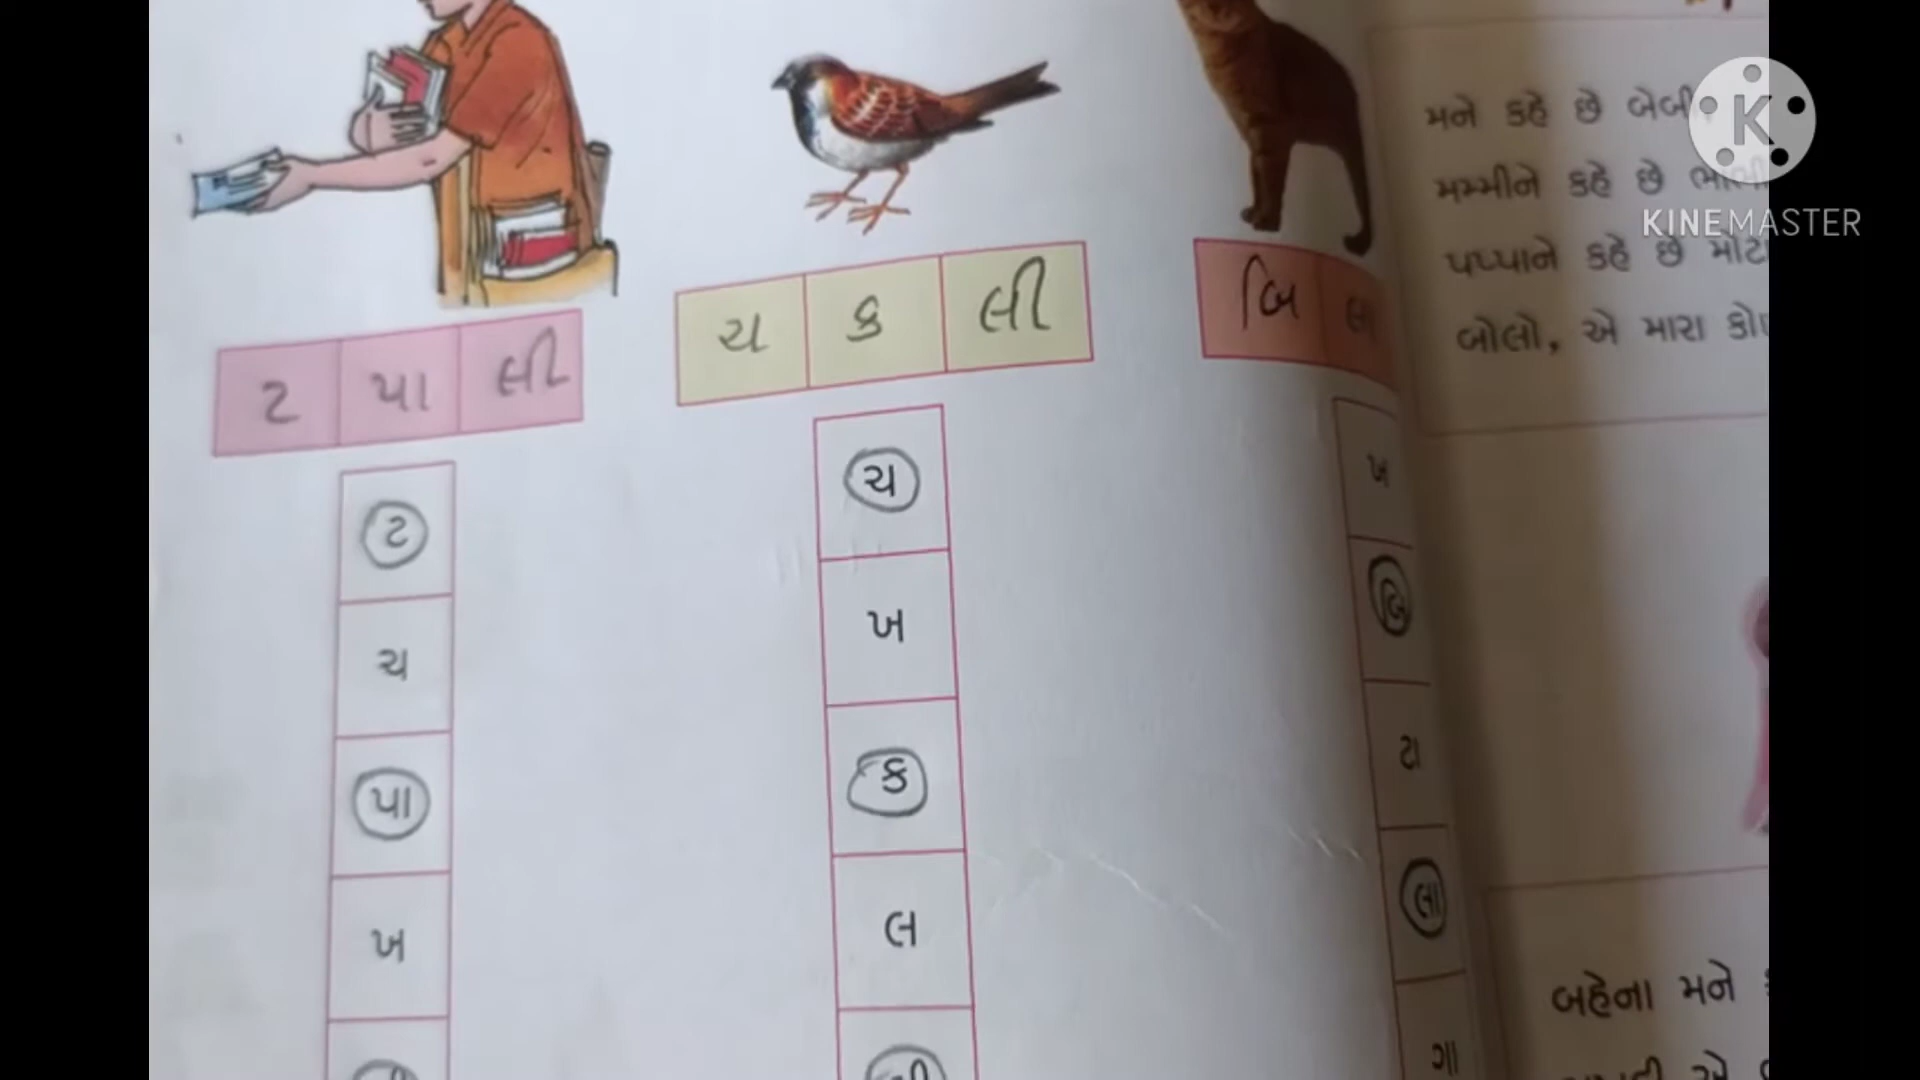 ટ પા લી
ચ ક લી
બિ લા
ટ
ચ
પા
ખ
ચ
ખ
ક
લ
ખ
બિ
ટા
લા
ગા
મને કહે છે
મમ્મીને કહે છે
પપ્પાને કહે છે
બોલો, એ મારા
બહેના મને
K
KINEMASTER